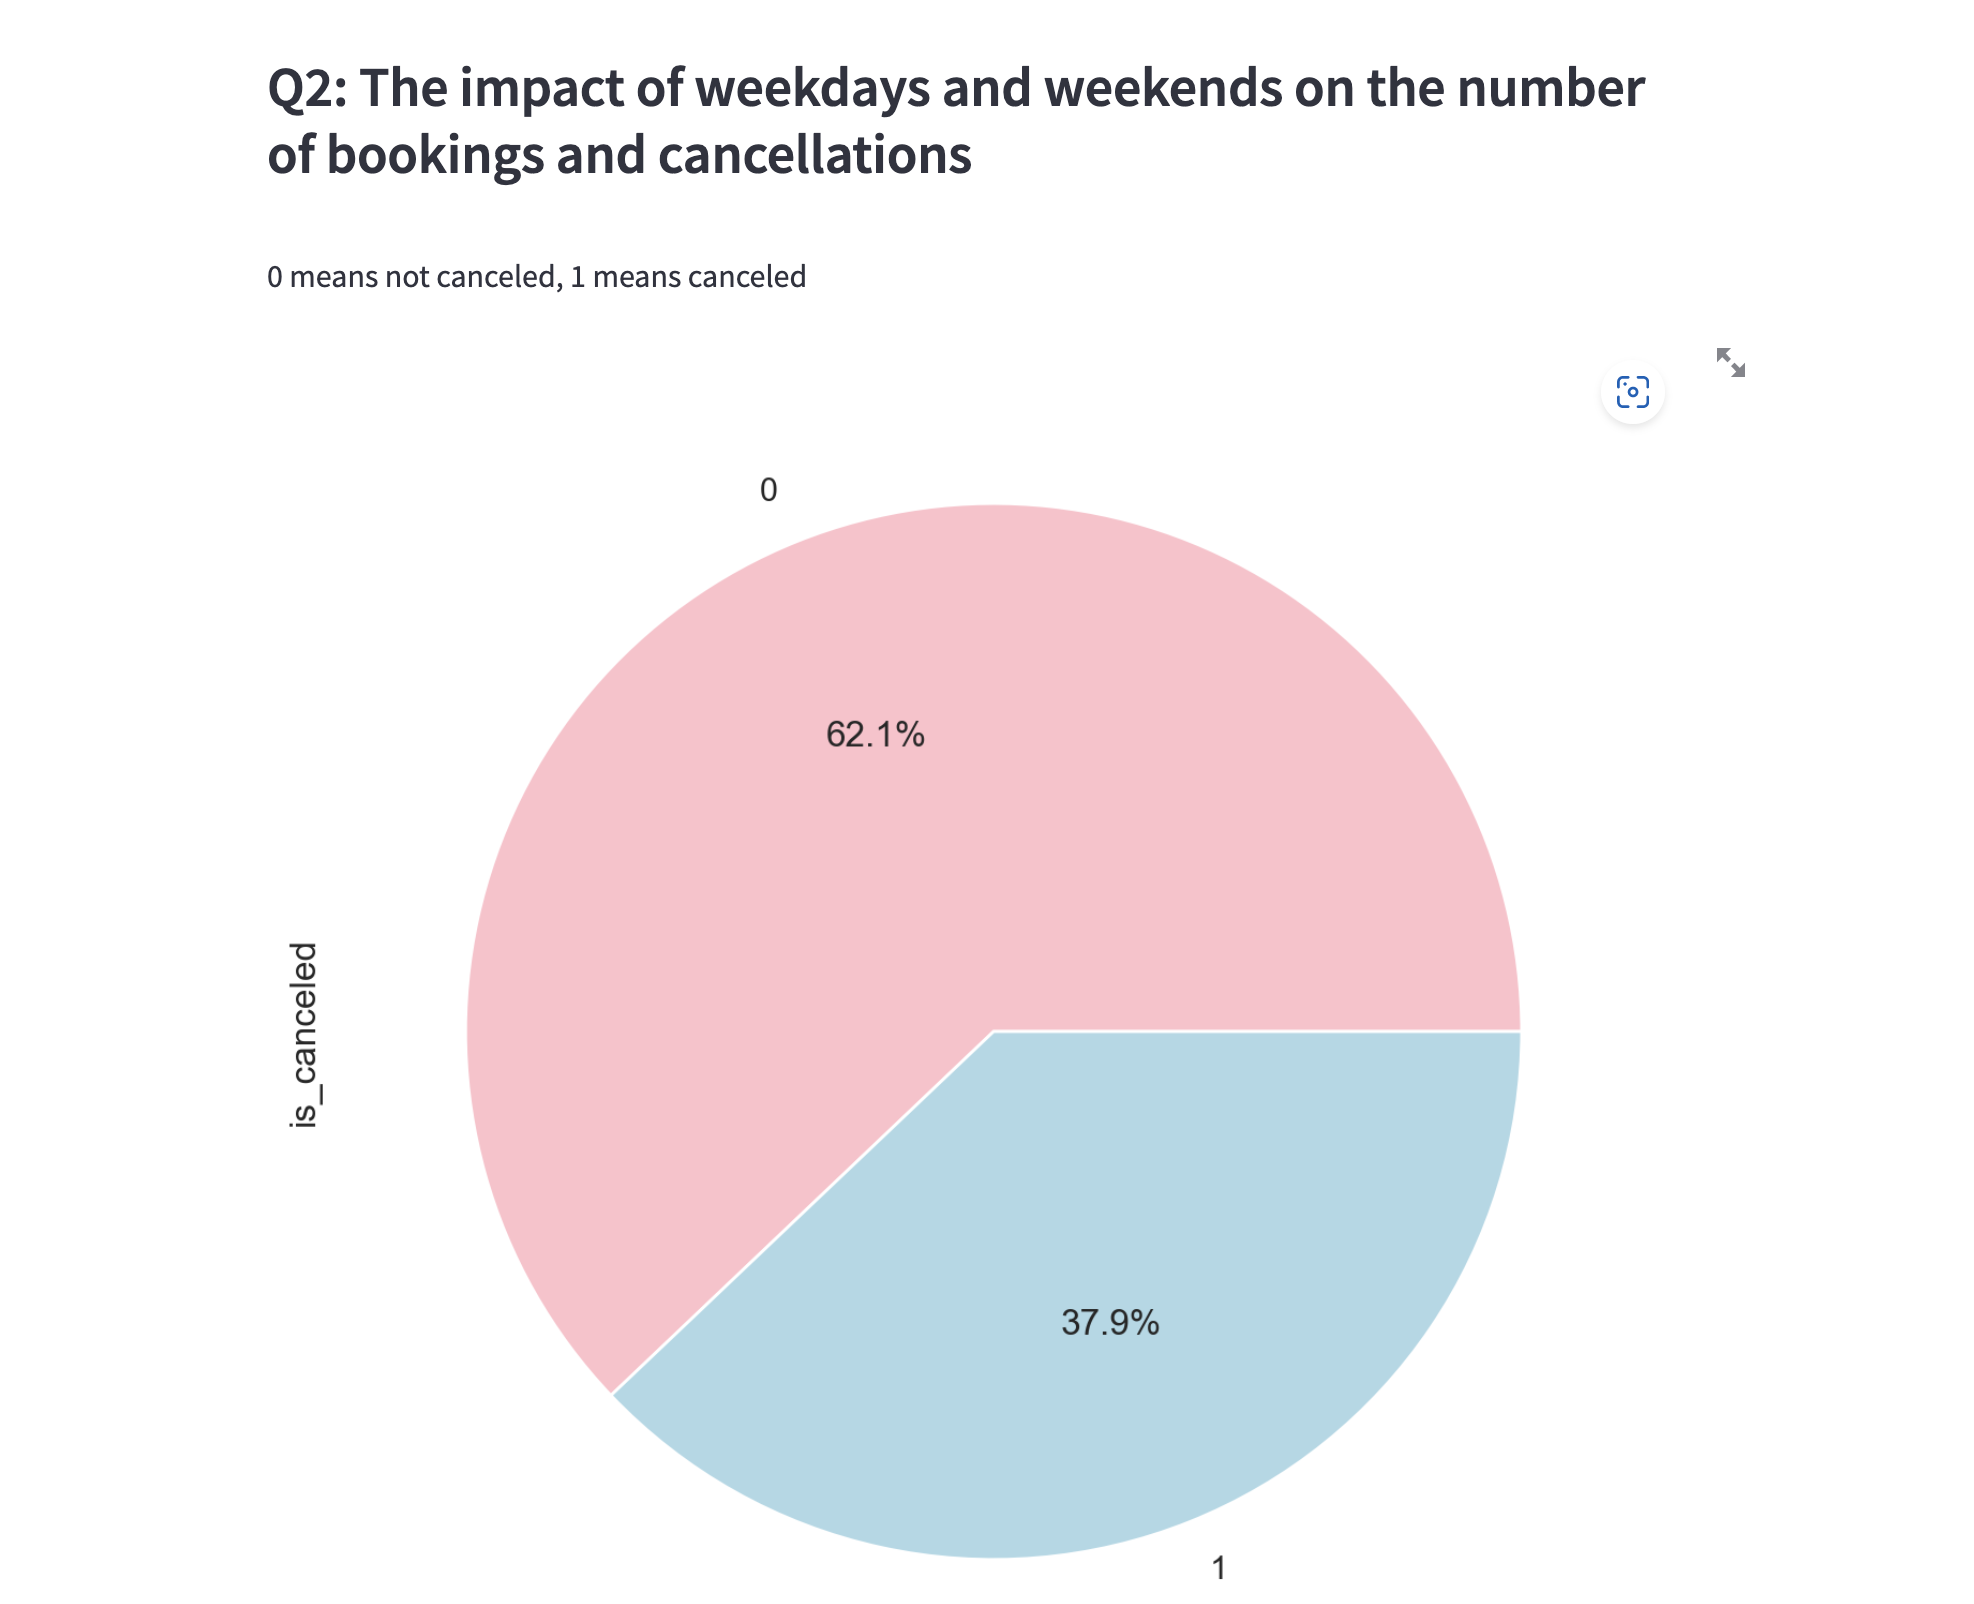 Q2: The impact of weekdays and weekends on the number
of bookings and cancellations
0 means not canceled, 1 means canceled
0
62.1%
is_canceled
37.9%
1